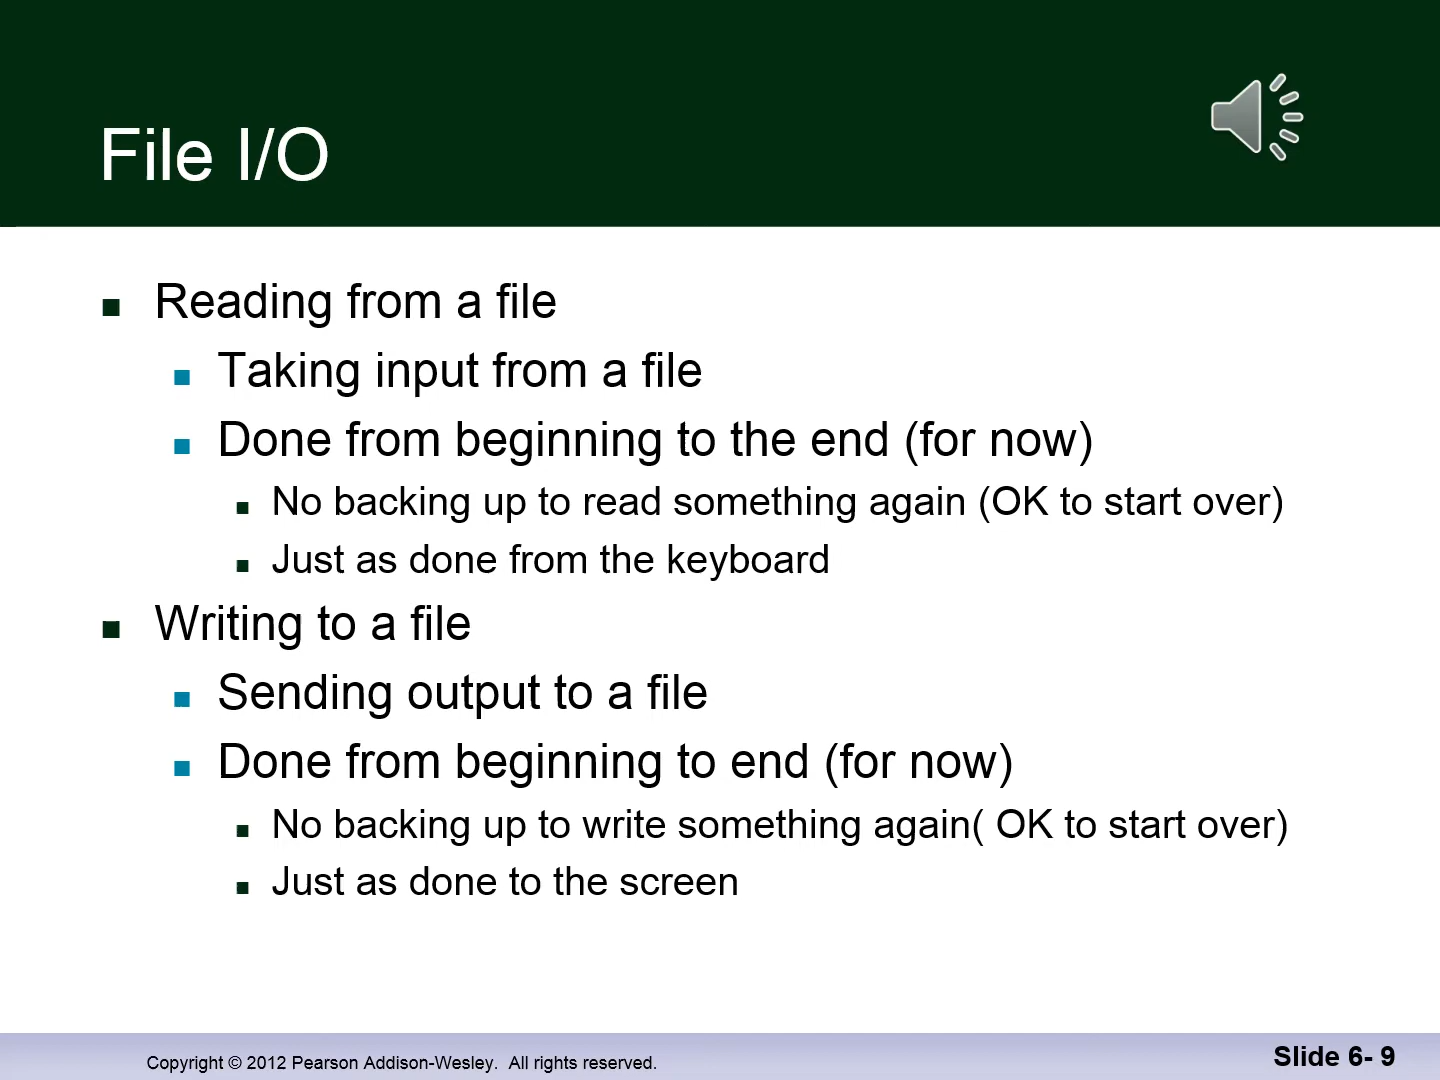 File I/O
Reading from a file
Taking input from a file
Done from beginning to the end (for now)
No backing up to read something again (OK to start over)
Just as done from the keyboard
Writing to a file
Sending output to a file
Done from beginning to end (for now)
No backing up to write something again( OK to start over)
Just as done to the screen
Copyright © 2012 Pearson Addison-Wesley.  All rights reserved.
Slide 6- 9